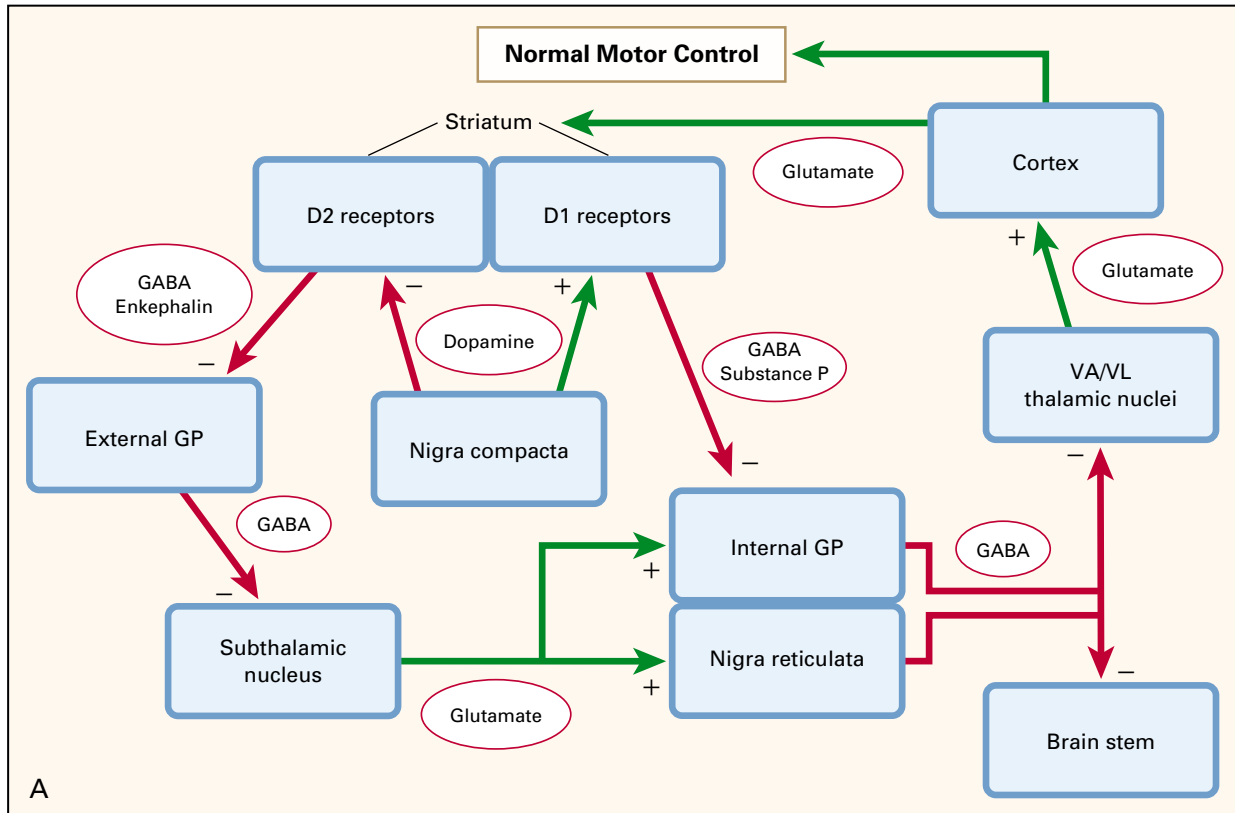 Normal Motor Control
Striatum
Glutamate
Cortex
D2 receptors
D1 receptors
+
Glutamate
GABA
Enkephalin
−
+
Dopamine
GABA
Substance P
VA/VL
thalamic nuclei
−
External GP
Nigra compacta
−
−
GABA
Internal GP
GABA
+
−
Subthalamic
nucleus
Nigra reticulata
+
−
Glutamate
Brain stem
A